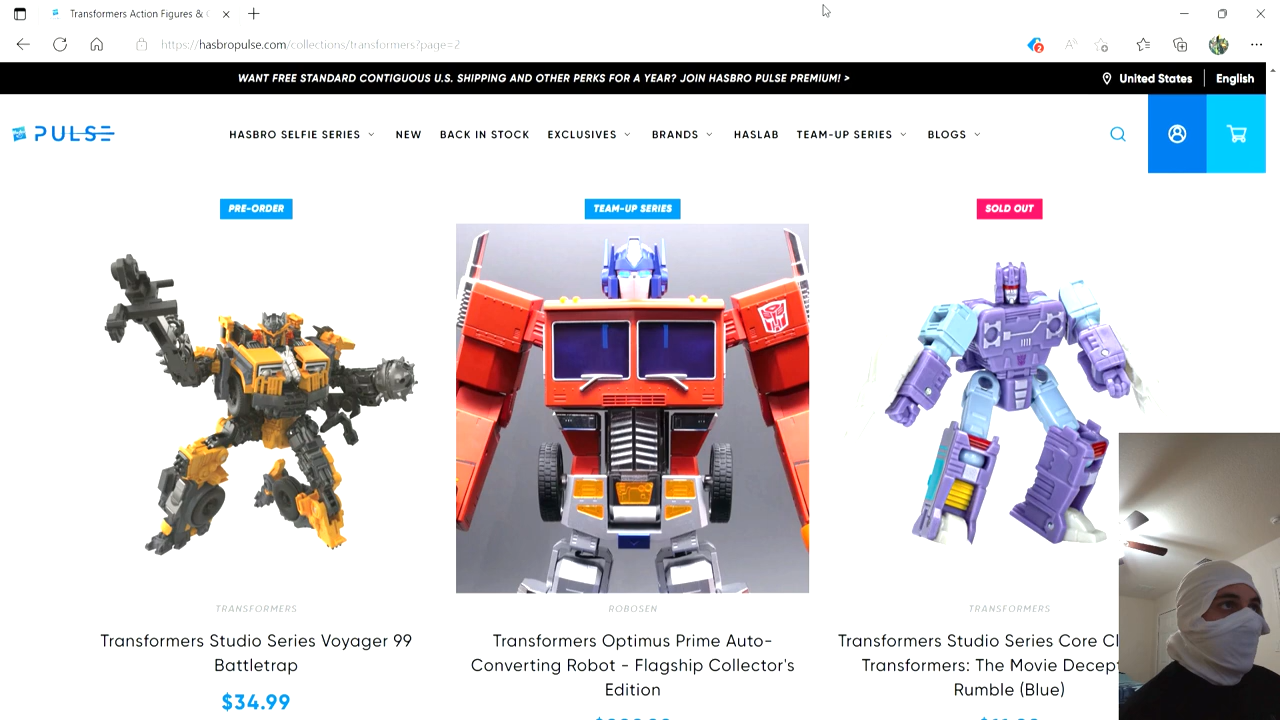 Transformers Action Figures &
2
https://hasbropulse.com/collections/transformers?page=2
WANT FREE STANDARD CONTIGUOUS U.S. SHIPPING AND OTHER PERKS FOR A YEAR? JOIN HASBRO PULSE PREMIUM! >
United States
English
PULSE
HASBRO SELFIE SERIES
NEW
BACK IN STOCK
EXCLUSIVES
BRANDS
HASLAB
TEAM-UP SERIES
BLOGS
PRE-ORDER
TEAM-UP SERIES
SOLD OUT
TRANSFORMERS
ROBOSEN
TRANSFORMERS
Transformers Studio Series Voyager 99
Battletrap
$34.99
Transformers Optimus Prime Auto-
Converting Robot - Flagship Collector's
Edition
Transformers Studio Series Core Cl
Transformers: The Movie Decept
Rumble (Blue)